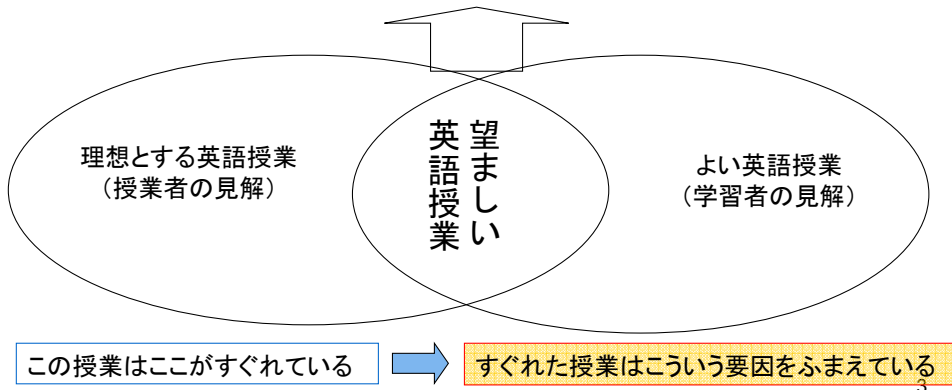 理想とする英語授業
（授業者の見解）
望ましい
英語授業
よい英語授業
（学習者の見解）
この授業はここがすぐれている
すぐれた授業はこういう要因をふまえている
3